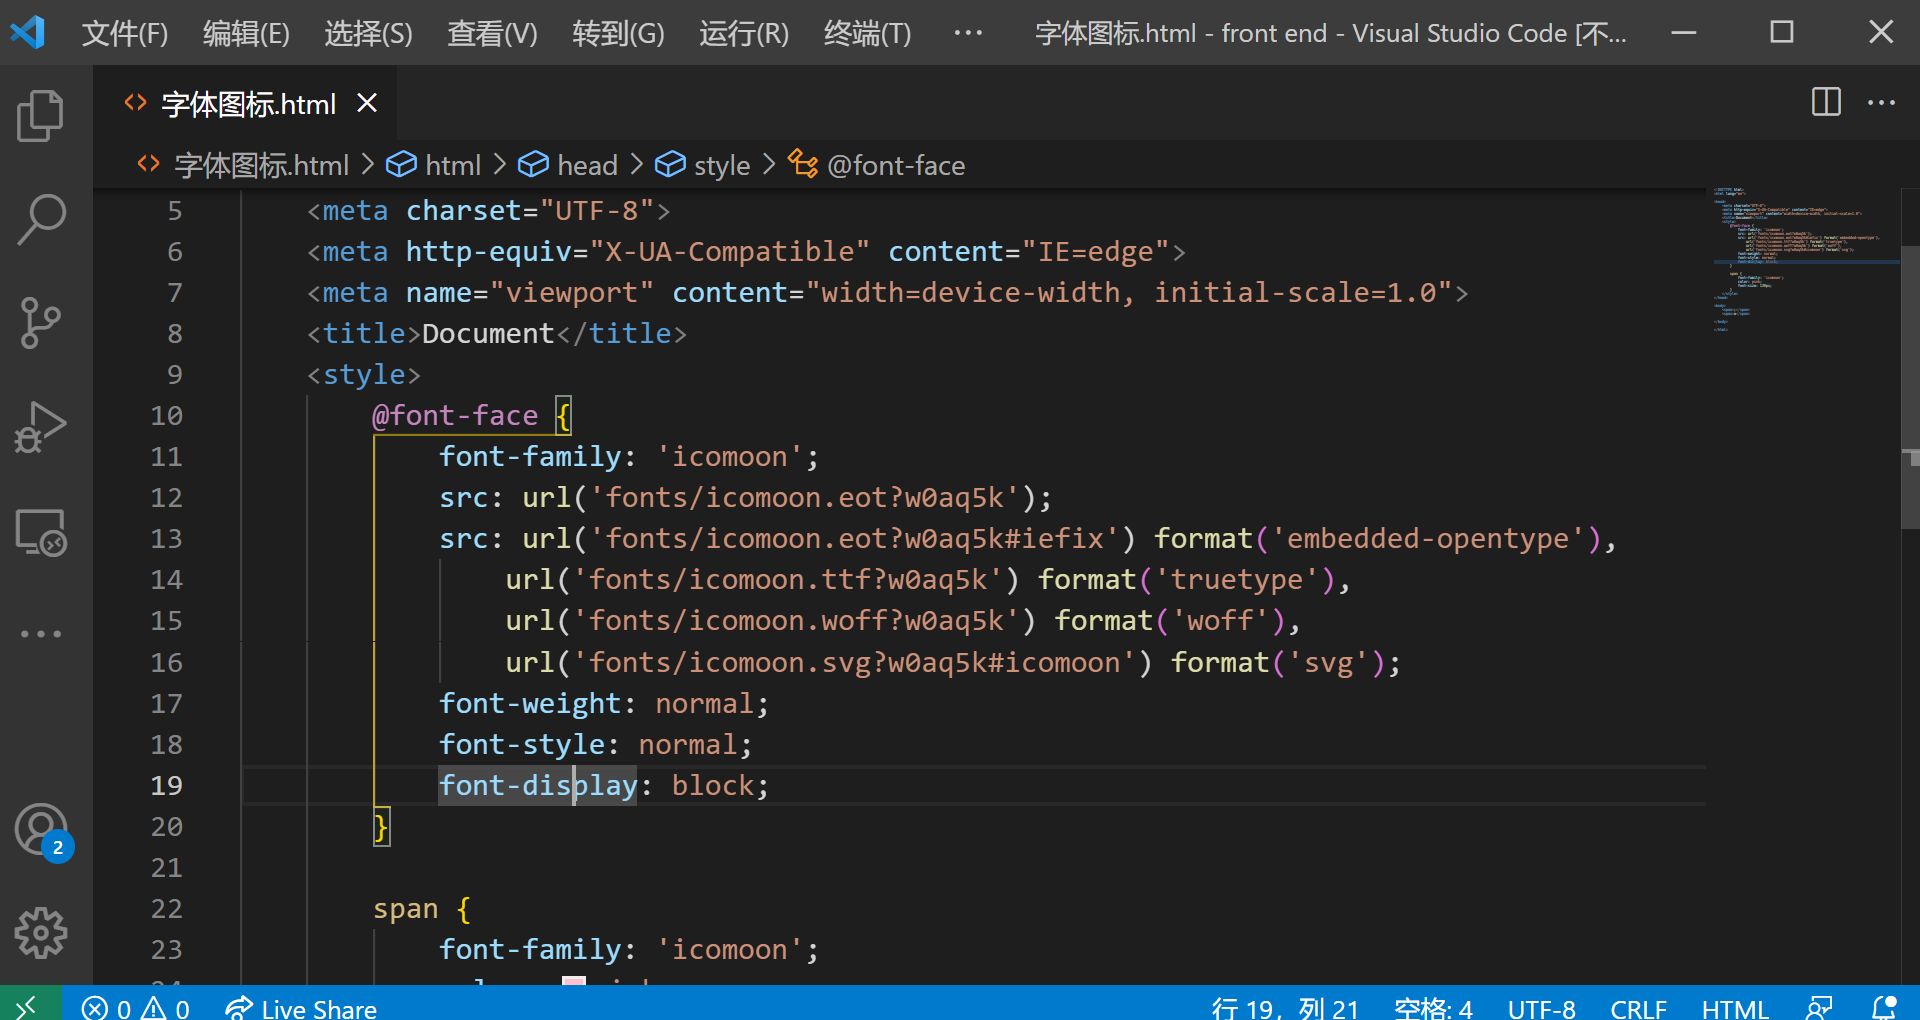 文件(F) 编辑(E) 选择(S) 查看(V) 转到(G) 运行(R) 终端(T) ··· 字体图标.html - front end - Visual Studio Code [不...
字体图标.html
字体图标.html > html > head > style > @font-face
5 <meta charset="UTF-8">
6 <meta http-equiv="X-UA-Compatible" content="IE=edge">
7 <meta name="viewport" content="width=device-width, initial-scale=1.0">
8 <title>Document</title>
9 <style>
10 @font-face {
11 font-family: 'icomoon';
12 src: url('fonts/icomoon.eot?w0aq5k');
13 src: url('fonts/icomoon.eot?w0aq5k#iefix') format('embedded-opentype'),
14 url('fonts/icomoon.ttf?w0aq5k') format('truetype'),
15 url('fonts/icomoon.woff?w0aq5k') format('woff'),
16 url('fonts/icomoon.svg?w0aq5k#icomoon') format('svg');
17 font-weight: normal;
18 font-style: normal;
19 font-display: block;
20 }
21
22 span {
23 font-family: 'icomoon';
2
0 0 Live Share 行 19，列 21 空格: 4 UTF-8 CRLF HTML